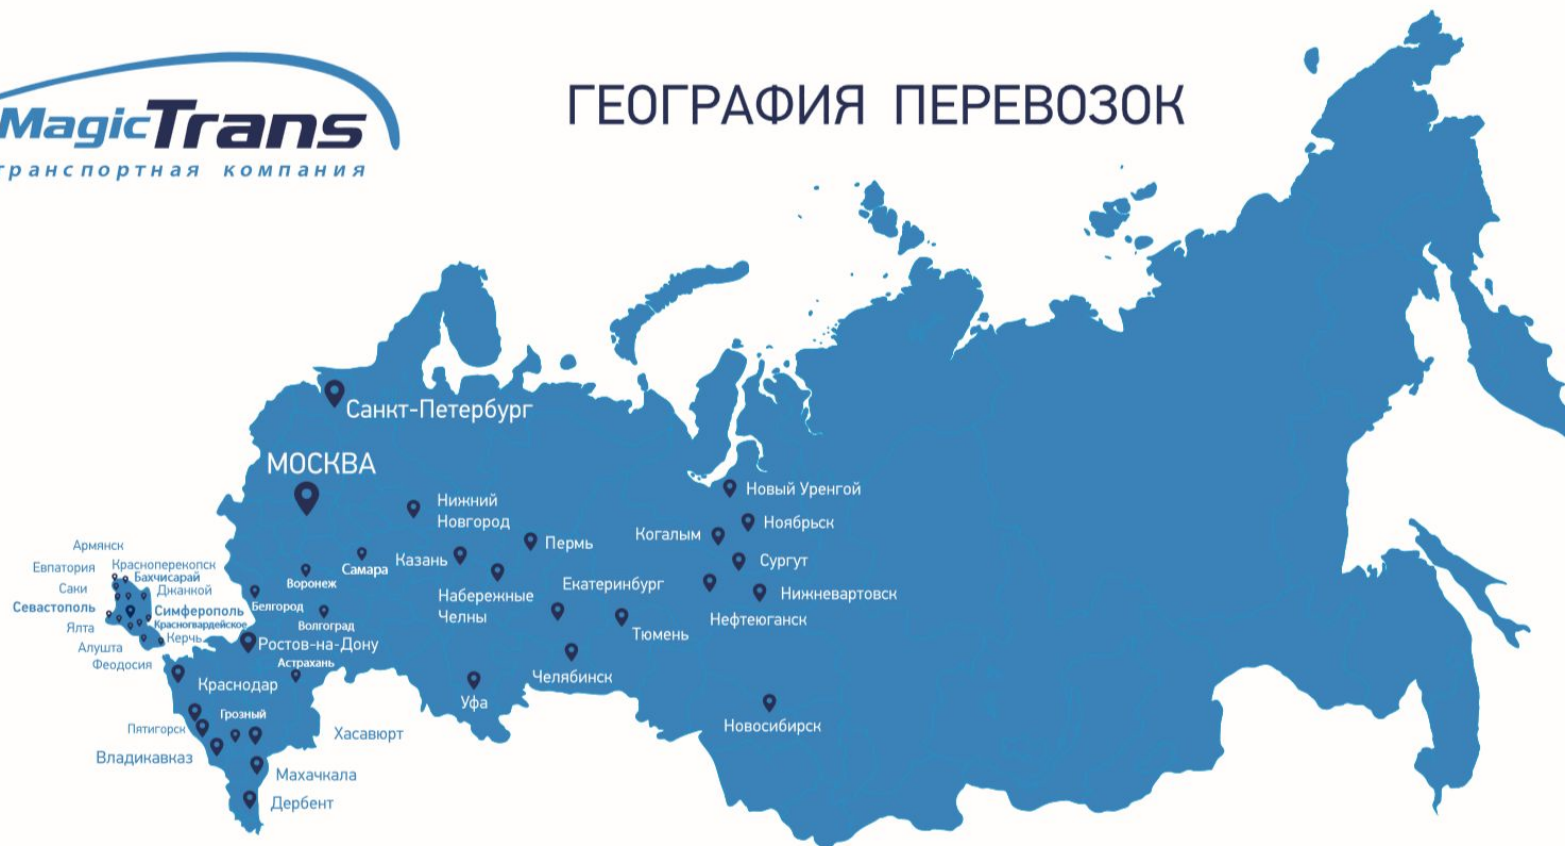 MagicTrans
транспортная компания
ГЕОГРАФИЯ ПЕРЕВОЗОК
Санкт-Петербург
МОСКВА
Нижний
Новгород
Новый Уренгой
Ноябрьск
Когалым
Пермь
Сургут
Казань
Самара
Воронеж
Екатеринбург
Нижневартовск
Набережные
Челны
Нефтеюганск
Белгород
Волгоград
Тюмень
Армянск
Евпатория
Красноперекопск
Бахчисарай
Саки
Джанкой
Севастополь
Симферополь
Красногвардейское
Ялта
Керчь
Алушта
Феодосия
Ростов-на-Дону
Астрахань
Челябинск
Краснодар
Уфа
Новосибирск
Грозный
Пятигорск
Хасавюрт
Владикавказ
Махачкала
Дербент